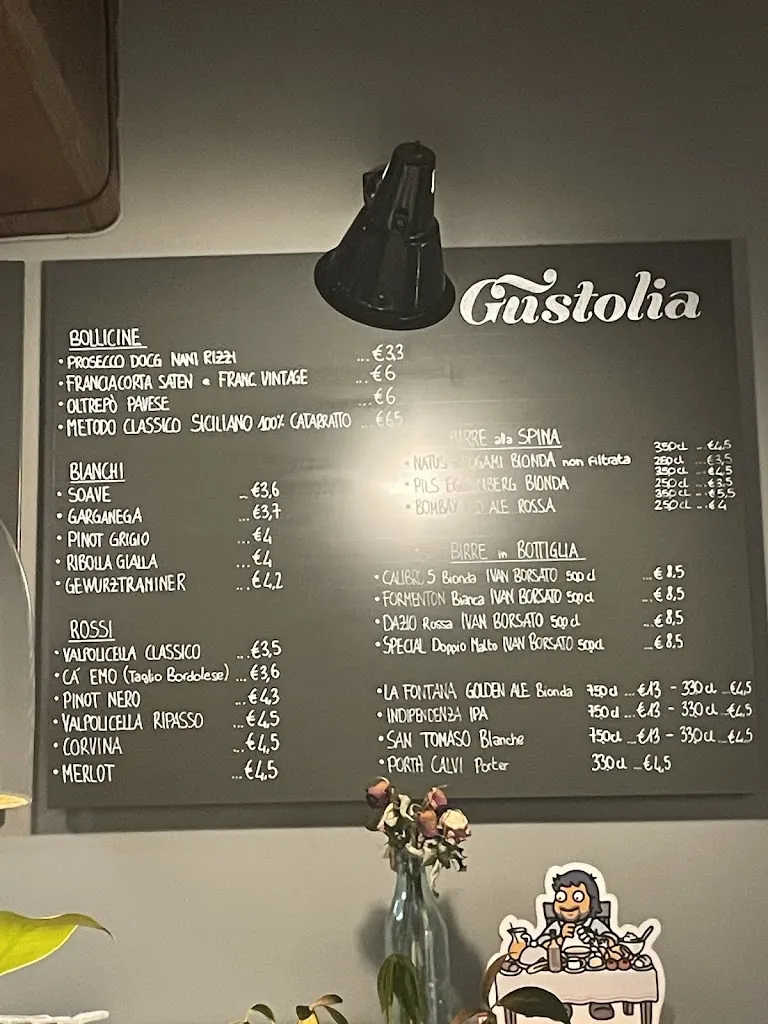 Gustolia
BOLLICINE
• PROSECCO DOCG NANI RIZZI ... €3,3
• FRANCIACORTA SATEN e FRANC. VINTAGE ... €6
• OLTREPÒ PAVESE ... €6
• METODO CLASSICO SICILIANO 100% CATARRATTO ... €6,5
BIANCHI
• SOAVE ... €3,6
• GARGANEGA ... €3,7
• PINOT GRIGIO ... €4
• RIBOLLA GIALLA ... €4
• GEWURZTRAMINER ... €4,2
ROSSI
• VALPOLICELLA CLASSICO ... €3,5
• CA' EMO (Taglio Bordolese) ... €3,6
• PINOT NERO ... €4,3
• VALPOLICELLA RIPASSO ... €4,5
• CORVINA ... €4,5
• MERLOT ... €4,5
BIRRE alla SPINA
350cl ... €4,5
• BIONDA non filtrata 250cl ... €3,5
350cl ... €4,5
• PILS BIONDA 250cl ... €3,5
350cl ... €5,5
• BOMBAY ALE ROSSA 250cl ... €4
BIRRE in BOTTIGLIA
• CALIBRO 5 Bionda IVAN BORSATO 500cl ... €8,5
• FORMENTON Bianca IVAN BORSATO 500cl ... €8,5
• DAZIO Rossa IVAN BORSATO 500cl ... €8,5
• SPECIAL Doppio Malto IVAN BORSATO 500cl ... €8,5
• LA FONTANA GOLDEN ALE Bionda 750cl ... €13 - 330cl ... €4,5
• INDIPENDENZA IPA 750cl ... €13 - 330cl ... €4,5
• SAN TOMASO Blanche 750cl ... €13 - 330cl ... €4,5
• PORTA CALVI Porter 330cl ... €4,5